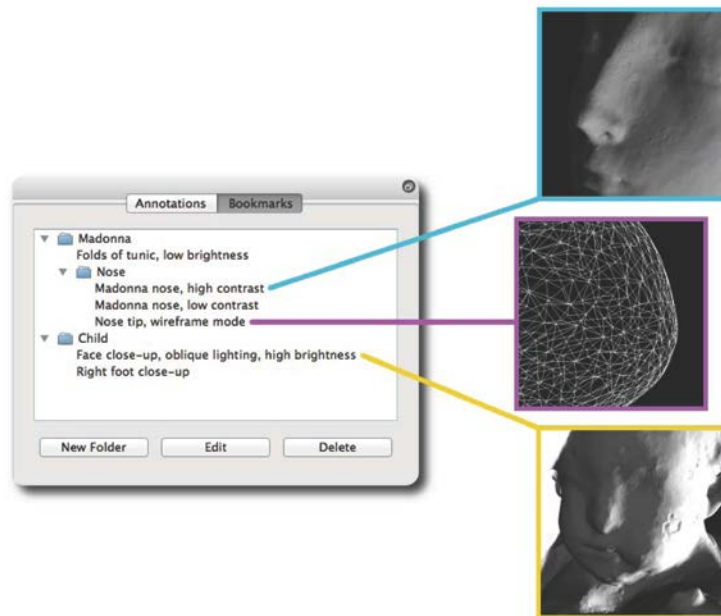 Annotations Bookmarks
Madonna
Folds of tunic, low brightness
Nose
Madonna nose, high contrast
Madonna nose, low contrast
Nose tip, wireframe mode
Child
Face close-up, oblique lighting, high brightness
Right foot close-up
New Folder Edit Delete